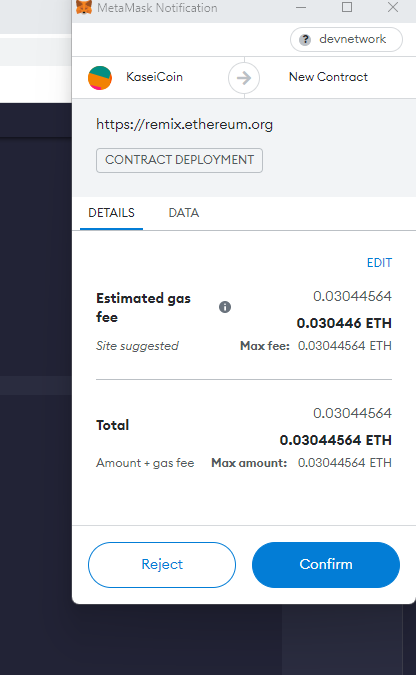 MetaMask Notification
? devnetwork
KaseiCoin New Contract
https://remix.ethereum.org
CONTRACT DEPLOYMENT
DETAILS DATA
EDIT
Estimated gas fee 0.03044564
0.030446 ETH
Site suggested Max fee: 0.03044564 ETH
0.03044564
Total 0.03044564 ETH
Amount + gas fee Max amount: 0.03044564 ETH
Reject Confirm